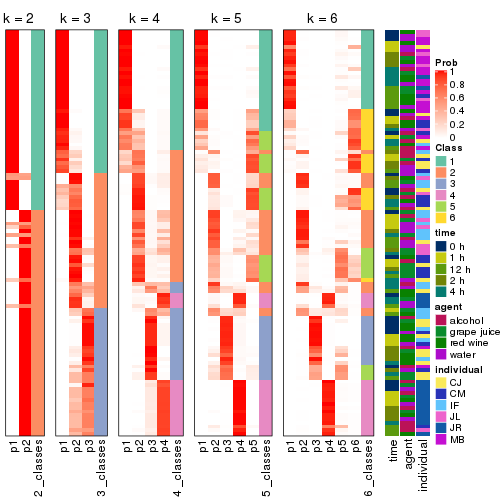 k = 2
k = 3
k = 4
k = 5
k = 6
p1
p2
2_classes
p1
p2
p3
3_classes
p1
p2
p3
p4
4_classes
p1
p2
p3
p4
p5
5_classes
p1
p2
p3
p4
p5
p6
6_classes
time
agent
individual
Prob
1
0.8
0.6
0.4
0.2
0
Class
1
2
3
4
5
6
time
0 h
1 h
12 h
2 h
4 h
agent
alcohol
grape juice
red wine
water
individual
CJ
CM
IF
JL
JR
MB